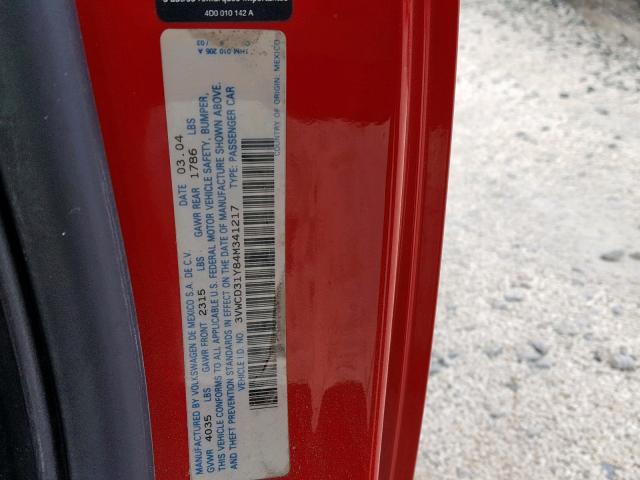 4D0 010 142 A
MANUFACTURED BY VOLKSWAGEN DE MEXICO S.A. DE C.V. DATE 03.04
GVWR 4035 LBS GAWR FRONT 2315 LBS GAWR REAR 1786 LBS
THIS VEHICLE CONFORMS TO ALL APPLICABLE U.S. FEDERAL MOTOR VEHICLE SAFETY, BUMPER,
AND THEFT PREVENTION STANDARDS IN EFFECT ON THE DATE OF MANUFACTURE SHOWN ABOVE.
VEHICLE I.D. NO. 3VWCD31Y84M341217 TYPE: PASSENGER CAR
COUNTRY OF ORIGIN: MEXICO
1HM 010 206 A